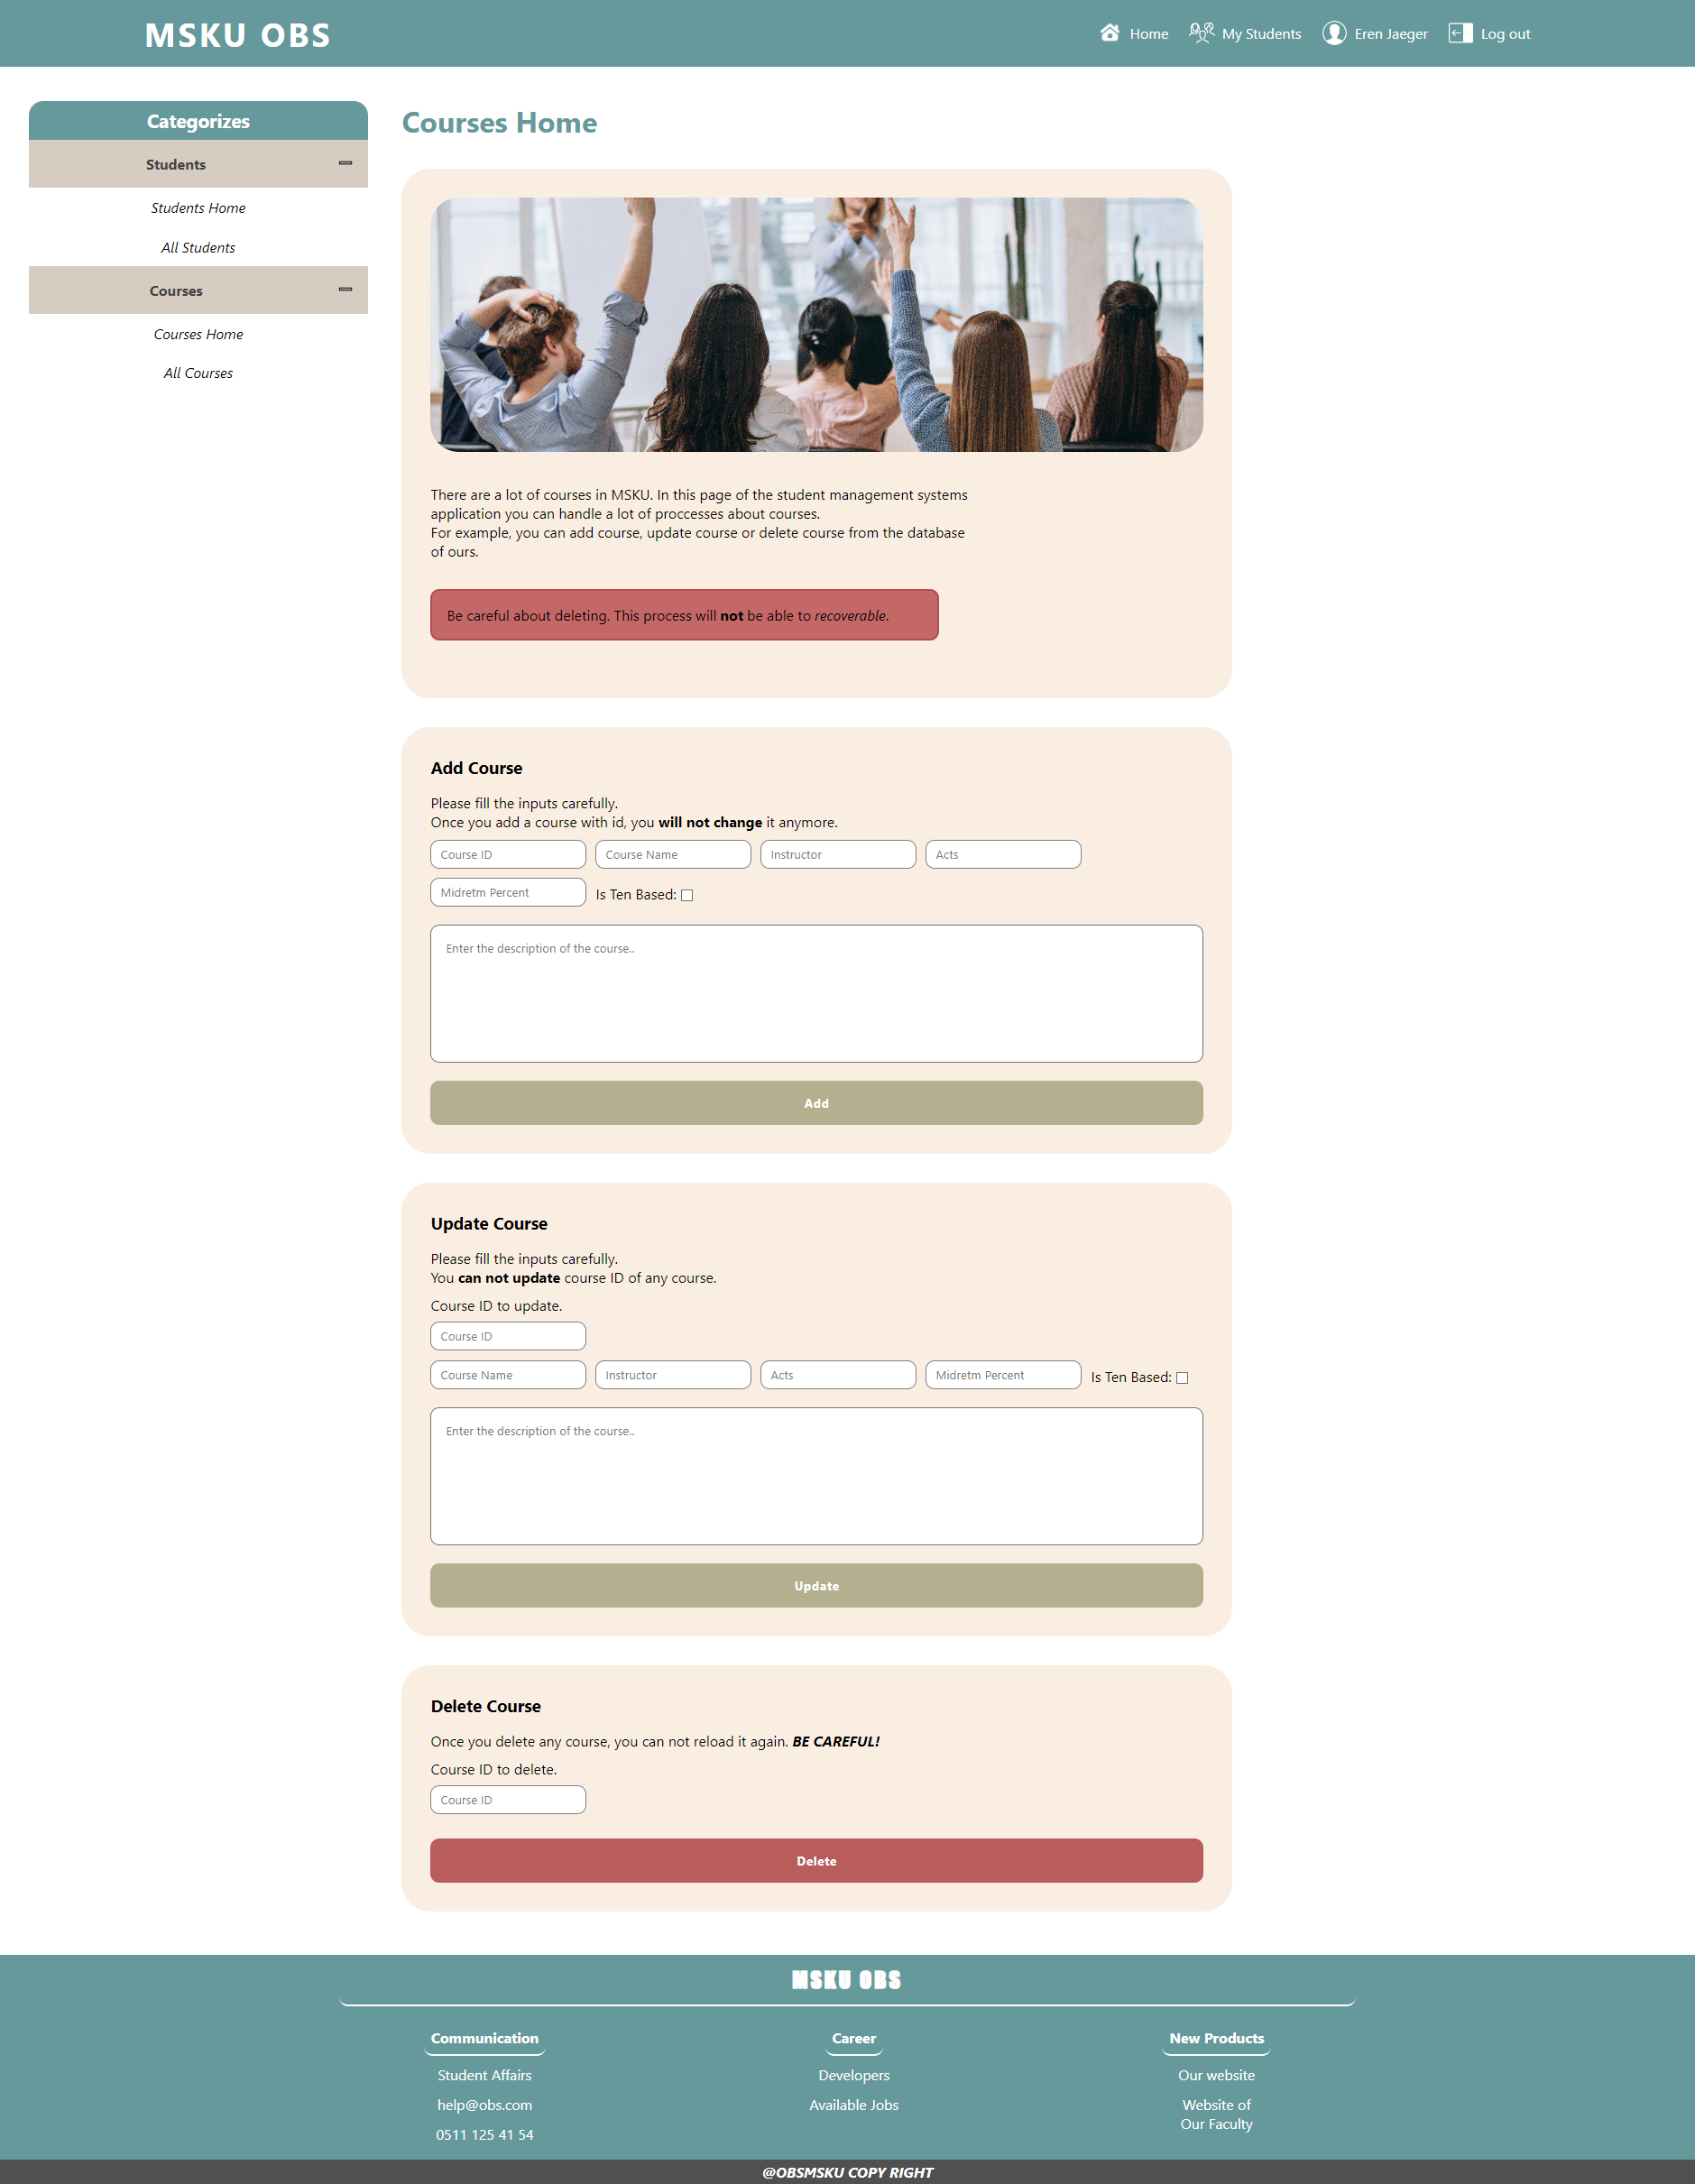 MSKU OBS
Home
My Students
Eren Jaeger
Log out
Categorizes
Students
Students Home
All Students
Courses
Courses Home
All Courses
Courses Home
There are a lot of courses in MSKU. In this page of the student management systems
application you can handle a lot of proccesses about courses.
For example, you can add course, update course or delete course from the database
of ours.
Be careful about deleting. This process will not be able to recoverable.
Add Course
Please fill the inputs carefully.
Once you add a course with id, you will not change it anymore.
Course ID
Course Name
Instructor
Acts
Midretm Percent
Is Ten Based:
Enter the description of the course..
Add
Update Course
Please fill the inputs carefully.
You can not update course ID of any course.
Course ID to update.
Course ID
Course Name
Instructor
Acts
Midretm Percent
Is Ten Based:
Enter the description of the course..
Update
Delete Course
Once you delete any course, you can not reload it again. BE CAREFUL!
Course ID to delete.
Course ID
Delete
MSKU OBS
Communication
Student Affairs
help@obs.com
0511 125 41 54
Career
Developers
Available Jobs
New Products
Our website
Website of
Our Faculty
@OBSMSKU COPY RIGHT